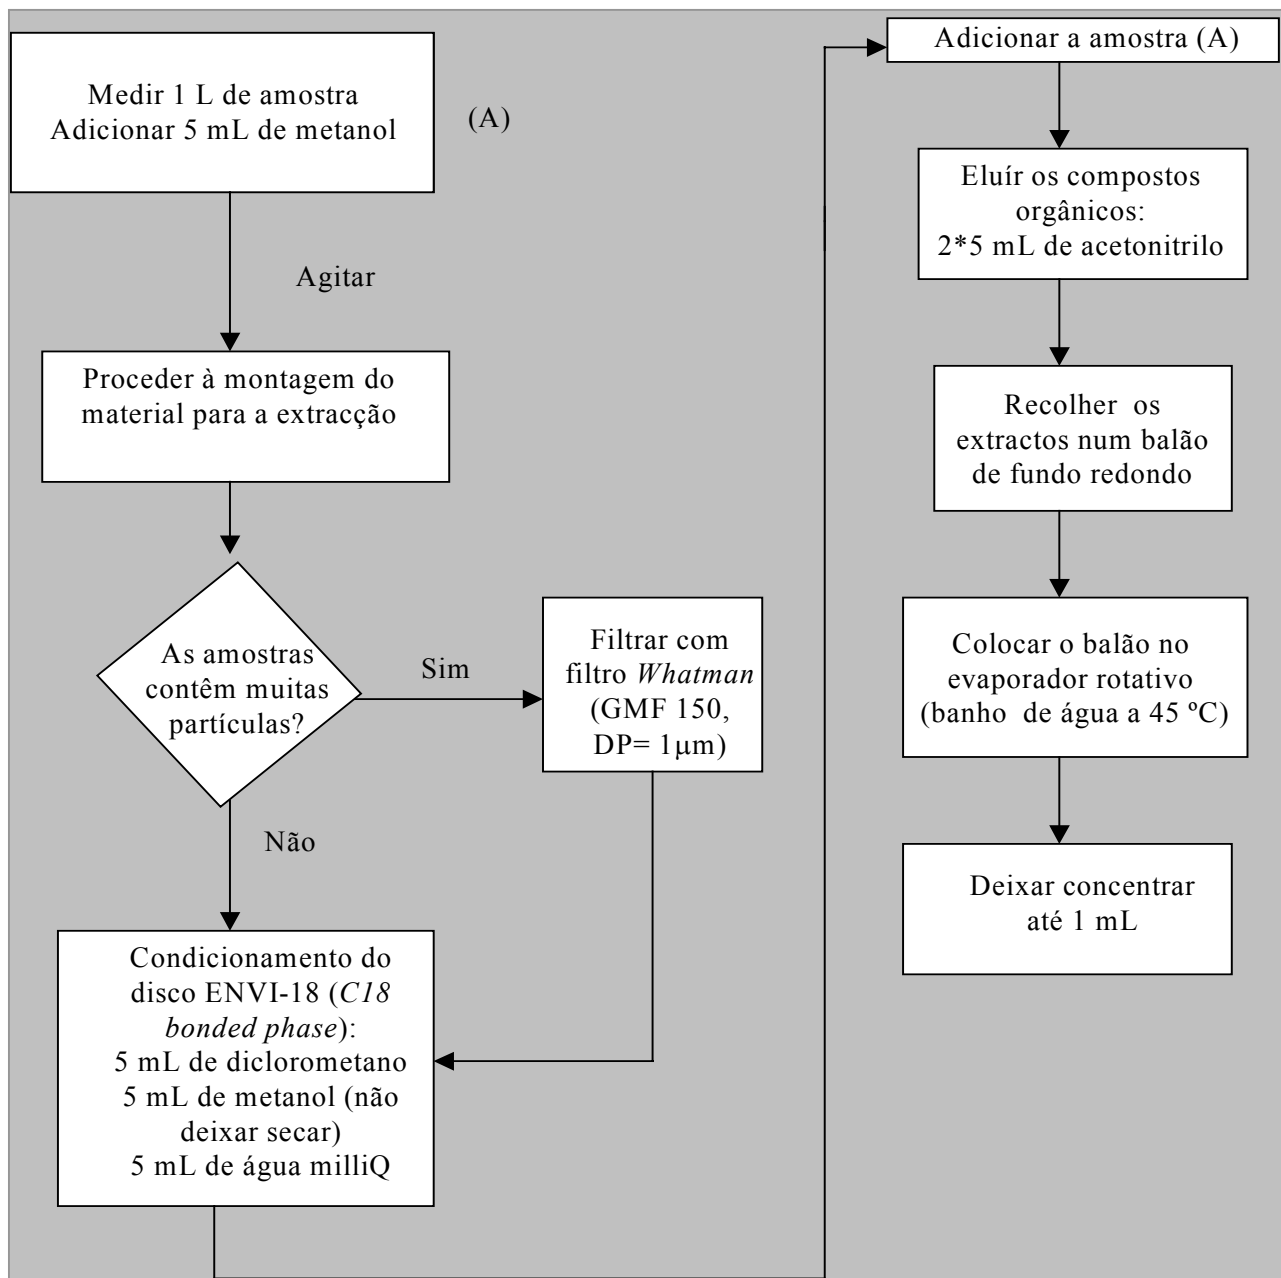 Medir 1 L de amostra
Adicionar 5 mL de metanol
(A)
Agitar
Proceder à montagem do
material para a extracção
As amostras
contêm muitas
partículas?
Sim
Filtrar com
filtro Whatman
(GMF 150,
DP= 1µm)
Não
Condicionamento do
disco ENVI-18 (C18
bonded phase):
5 mL de diclorometano
5 mL de metanol (não
deixar secar)
5 mL de água milliQ
Adicionar a amostra (A)
Eluír os compostos
orgânicos:
2*5 mL de acetonitrilo
Recolher os
extractos num balão
de fundo redondo
Colocar o balão no
evaporador rotativo
(banho de água a 45 ºC)
Deixar concentrar
até 1 mL